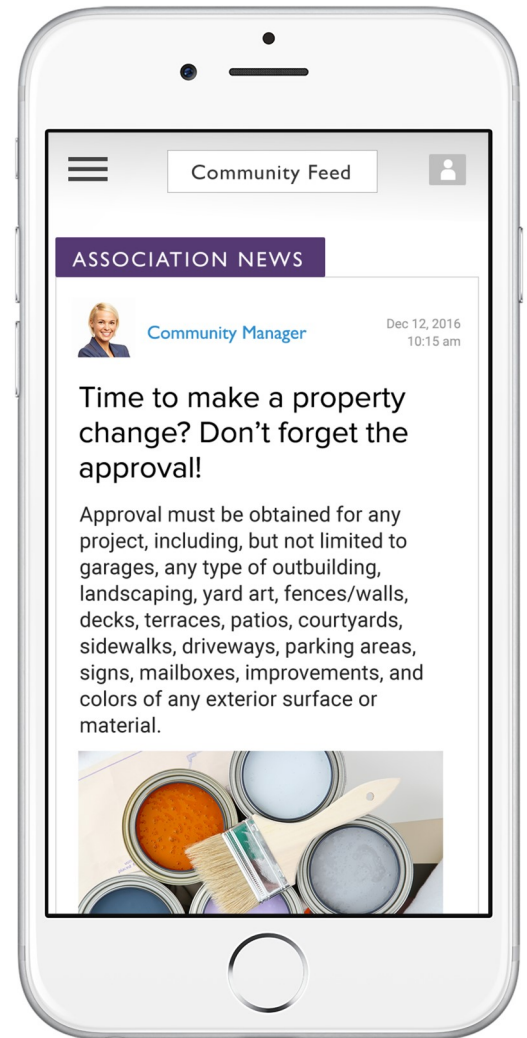 Community Feed
ASSOCIATION NEWS
Community Manager
Dec 12, 2016
10:15 am
Time to make a property
change? Don’t forget the
approval!
Approval must be obtained for any
project, including, but not limited to
garages, any type of outbuilding,
landscaping, yard art, fences/walls,
decks, terraces, patios, courtyards,
sidewalks, driveways, parking areas,
signs, mailboxes, improvements, and
colors of any exterior surface or
material.